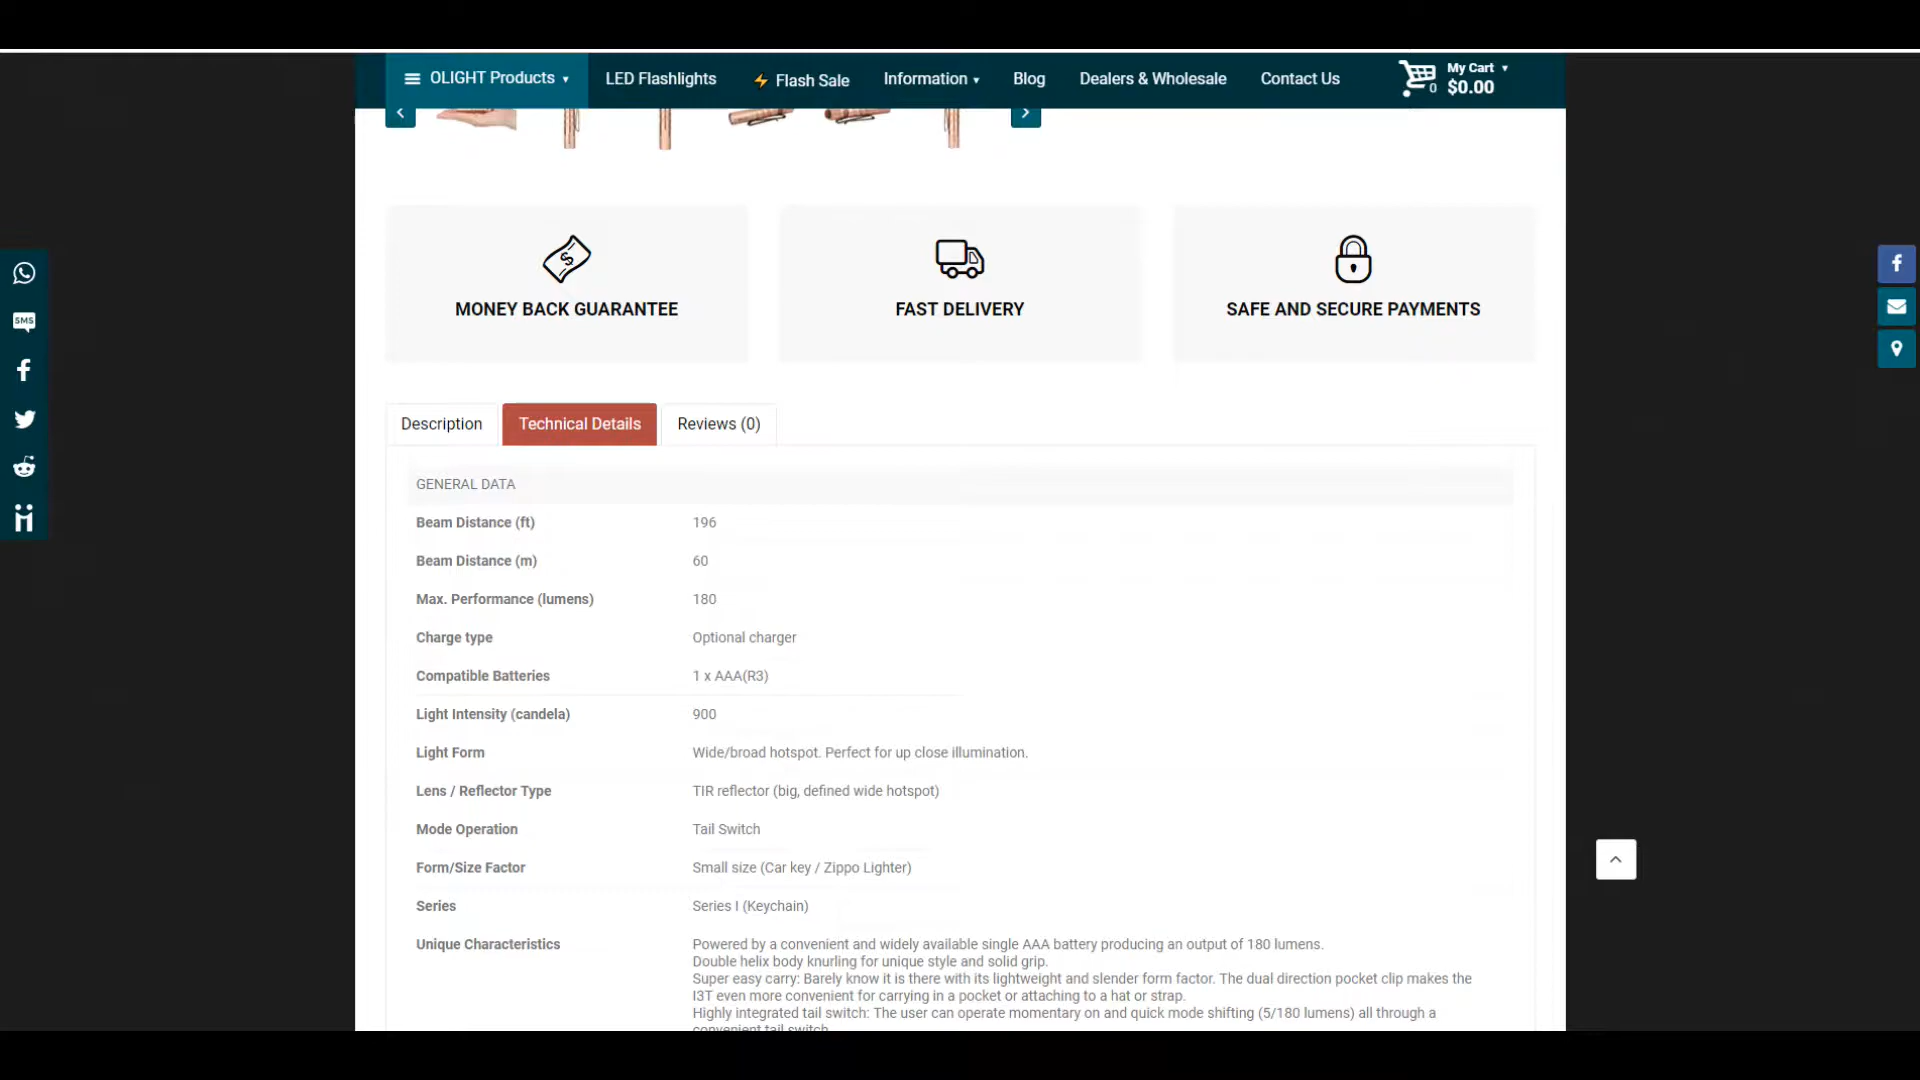 OLIGHT Products
LED Flashlights
Flash Sale
Information
Blog
Dealers & Wholesale
Contact Us
My Cart
0
$0.00
SMS
MONEY BACK GUARANTEE
FAST DELIVERY
SAFE AND SECURE PAYMENTS
Description
Technical Details
Reviews (0)
GENERAL DATA
Beam Distance (ft) 196
Beam Distance (m) 60
Max. Performance (lumens) 180
Charge type Optional charger
Compatible Batteries 1 x AAA(R3)
Light Intensity (candela) 900
Light Form Wide/broad hotspot. Perfect for up close illumination.
Lens / Reflector Type TIR reflector (big, defined wide hotspot)
Mode Operation Tail Switch
Form/Size Factor Small size (Car key / Zippo Lighter)
Series Series I (Keychain)
Unique Characteristics Powered by a convenient and widely available single AAA battery producing an output of 180 lumens.
Double helix body knurling for unique style and solid grip.
Super easy carry: Barely know it is there with its lightweight and slender form factor. The dual direction pocket clip makes the
I3T even more convenient for carrying in a pocket or attaching to a hat or strap.
Highly integrated tail switch: The user can operate momentary on and quick mode shifting (5/180 lumens) all through a
convenient tail switch